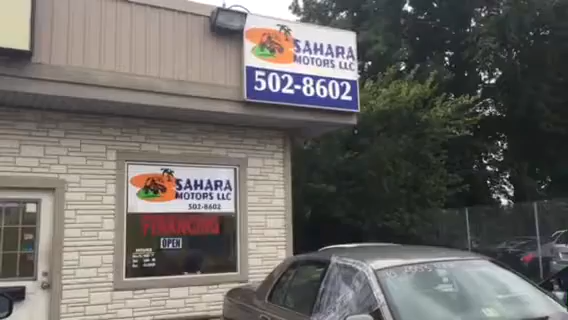 SAHARA
MOTORS LLC
502-8602
SAHARA
MOTORS LLC
502-8602
FINANCING
OPEN